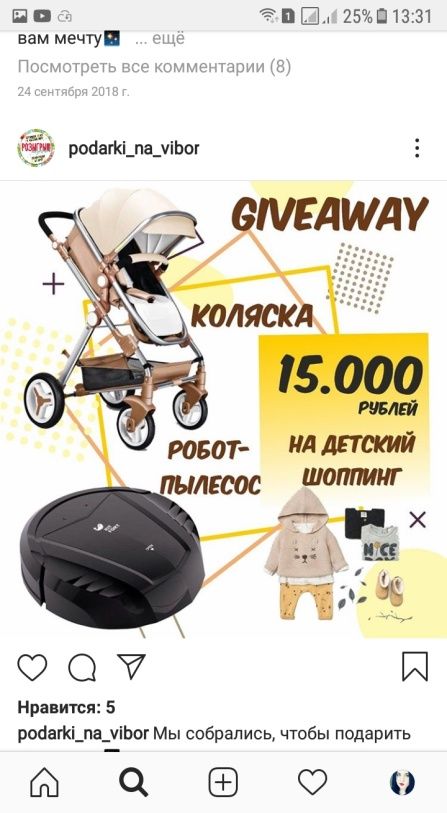 1 25% 13:31
вам мечту🌠 ... ещё
Посмотреть все комментарии (8)
24 сентября 2018 г.
РОЗЫГРЫШ
podarki_na_vibor
GIVEAWAY
КОЛЯСКА
15.000
РУБЛЕЙ
НА ДЕТСКИЙ
ШОППИНГ
РОБОТ-
ПЫЛЕСОС
NICE
Нравится: 5
podarki_na_vibor Мы собрались, чтобы подарить